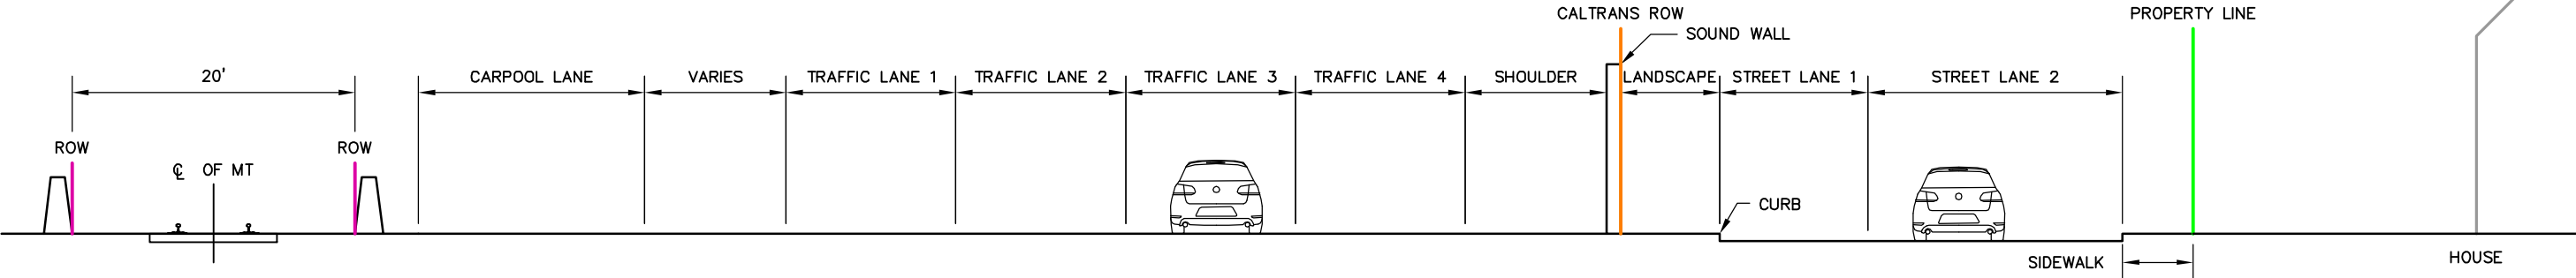 CALTRANS ROW
PROPERTY LINE
SOUND WALL
20'
CARPOOL LANE
VARIES
TRAFFIC LANE 1
TRAFFIC LANE 2
TRAFFIC LANE 3
TRAFFIC LANE 4
SHOULDER
LANDSCAPE
STREET LANE 1
STREET LANE 2
ROW
ROW
℄ OF MT
CURB
SIDEWALK
HOUSE